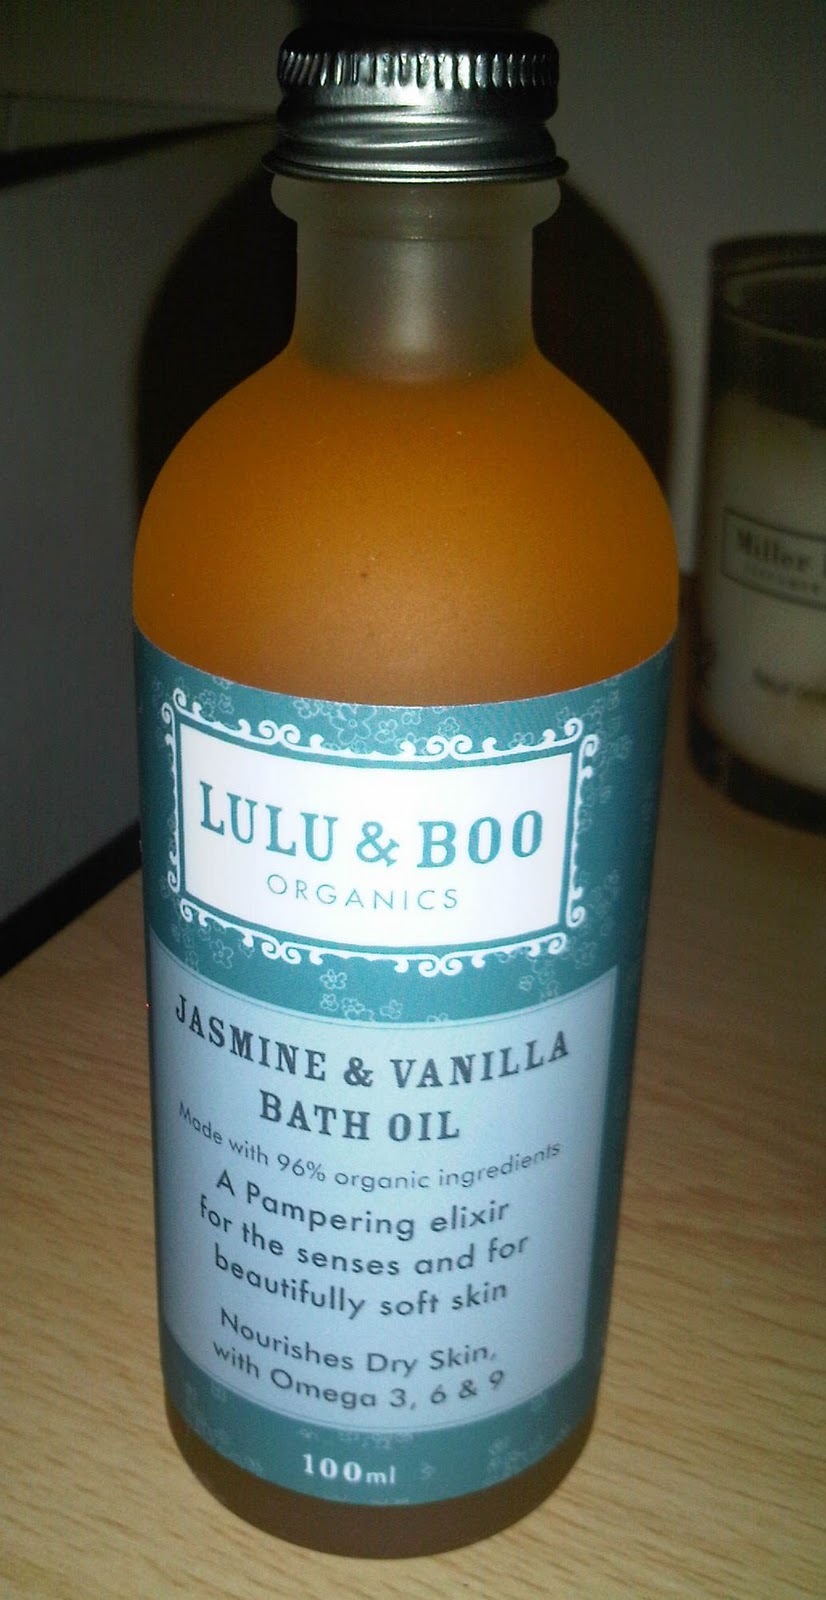 LULU & BOO
ORGANICS
JASMINE & VANILLA
BATH OIL
Made with 96% organic ingredients
A Pampering elixir
for the senses and for
beautifully soft skin
Nourishes Dry Skin,
with Omega 3, 6 & 9
100ml
Miller